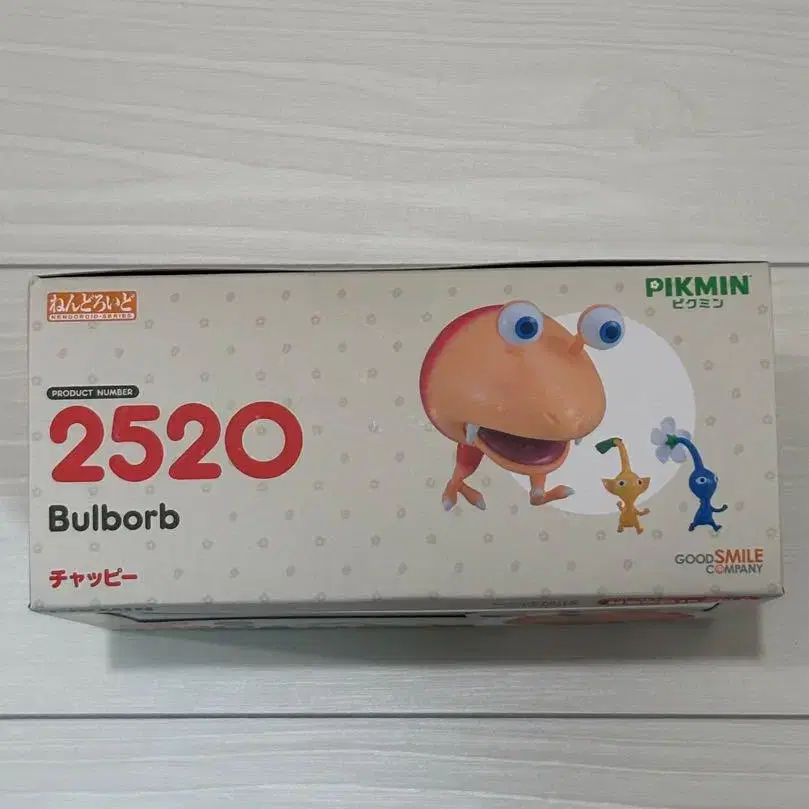 ねんどろいど
NENDOROID-SERIES
PIKMIN
ピクミン
PRODUCT NUMBER
2520
Bulborb
チャッピー
GOOD SMILE
COMPANY